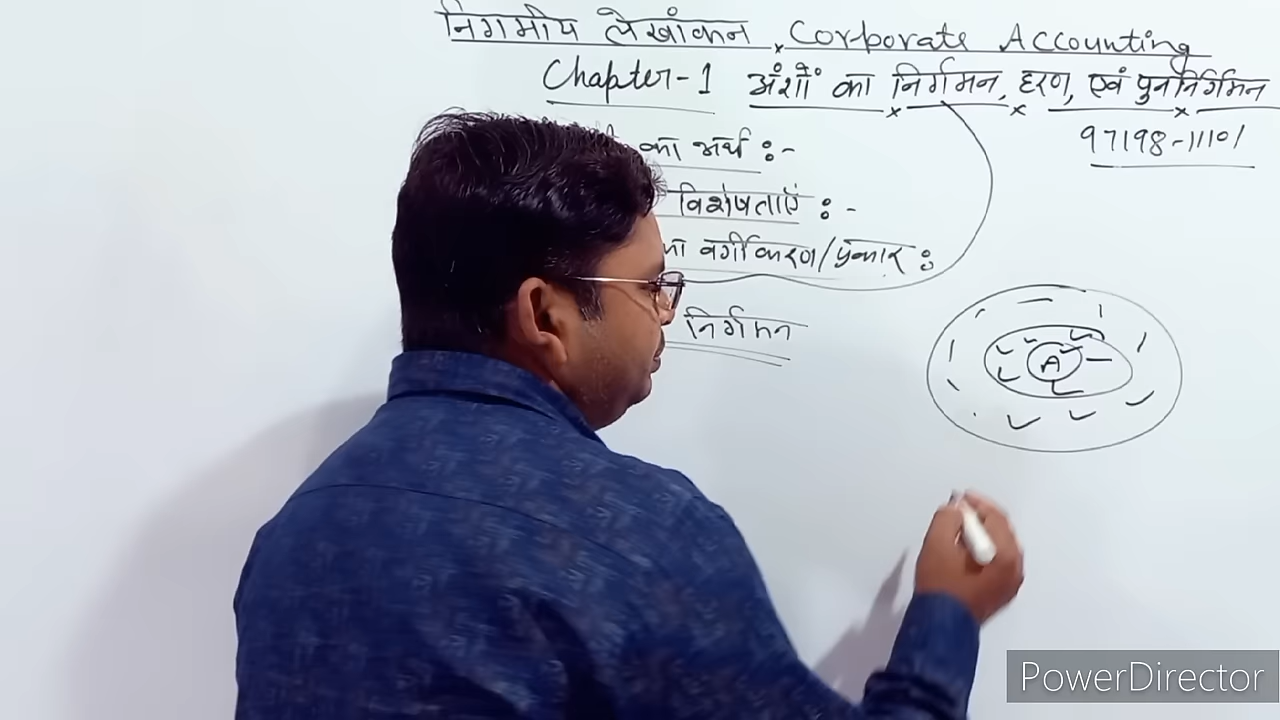 निगमीय लेखांकन, Corporate Accounting
Chapter-1 अंशों का निर्गमन, हरण, एवं पुनर्निर्गमन
97198-11101
का अर्थ :-
विशेषताएँ :-
का वर्गीकरण/प्रकार :
निर्गमन
A
PowerDirector